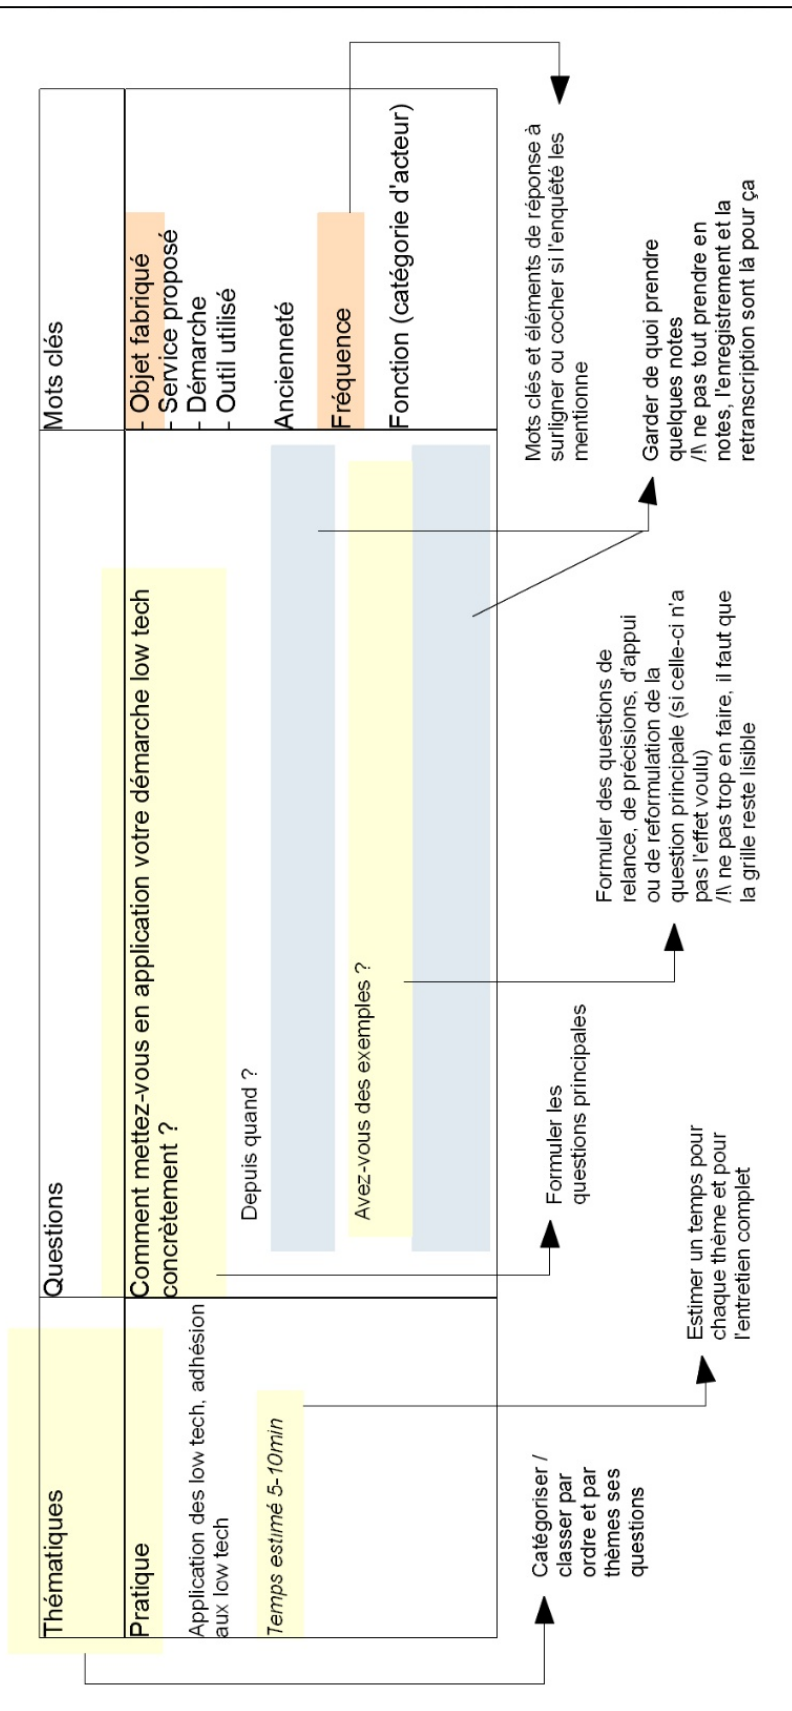 Thématiques
Questions
Mots clés
Pratique
Application des low tech, adhésion
aux low tech
Temps estimé 5-10min
Comment mettez-vous en application votre démarche low tech
concrètement ?
Depuis quand ?
Avez-vous des exemples ?
- Objet fabriqué
- Service proposé
- Démarche
- Outil utilisé
Ancienneté
Fréquence
Fonction (catégorie d'acteur)
Catégoriser /
classer par
ordre et par
thèmes ses
questions
Estimer un temps pour
chaque thème et pour
l'entretien complet
Formuler les
questions principales
Formuler des questions de
relance, de précisions, d'appui
ou de reformulation de la
question principale (si celle-ci n'a
pas l'effet voulu)
/!\ ne pas trop en faire, il faut que
la grille reste lisible
Mots clés et éléments de réponse à
surligner ou cocher si l'enquêté les
mentionne
Garder de quoi prendre
quelques notes
/!\ ne pas tout prendre en
notes, l'enregistrement et la
retranscription sont là pour ça